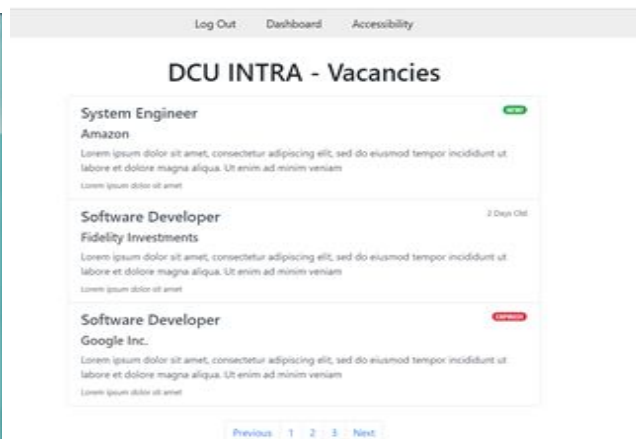 Log Out Dashboard Accessibility
DCU INTRA - Vacancies
System Engineer NEW!
Amazon
Lorem ipsum dolor sit amet, consectetur adipiscing elit, sed do eiusmod tempor incididunt ut
labore et dolore magna aliqua. Ut enim ad minim veniam
Lorem ipsum dolor sit amet
Software Developer 2 Days Old
Fidelity Investments
Lorem ipsum dolor sit amet, consectetur adipiscing elit, sed do eiusmod tempor incididunt ut
labore et dolore magna aliqua. Ut enim ad minim veniam
Lorem ipsum dolor sit amet
Software Developer EXPIRED!
Google Inc.
Lorem ipsum dolor sit amet, consectetur adipiscing elit, sed do eiusmod tempor incididunt ut
labore et dolore magna aliqua. Ut enim ad minim veniam
Lorem ipsum dolor sit amet
Previous 1 2 3 Next